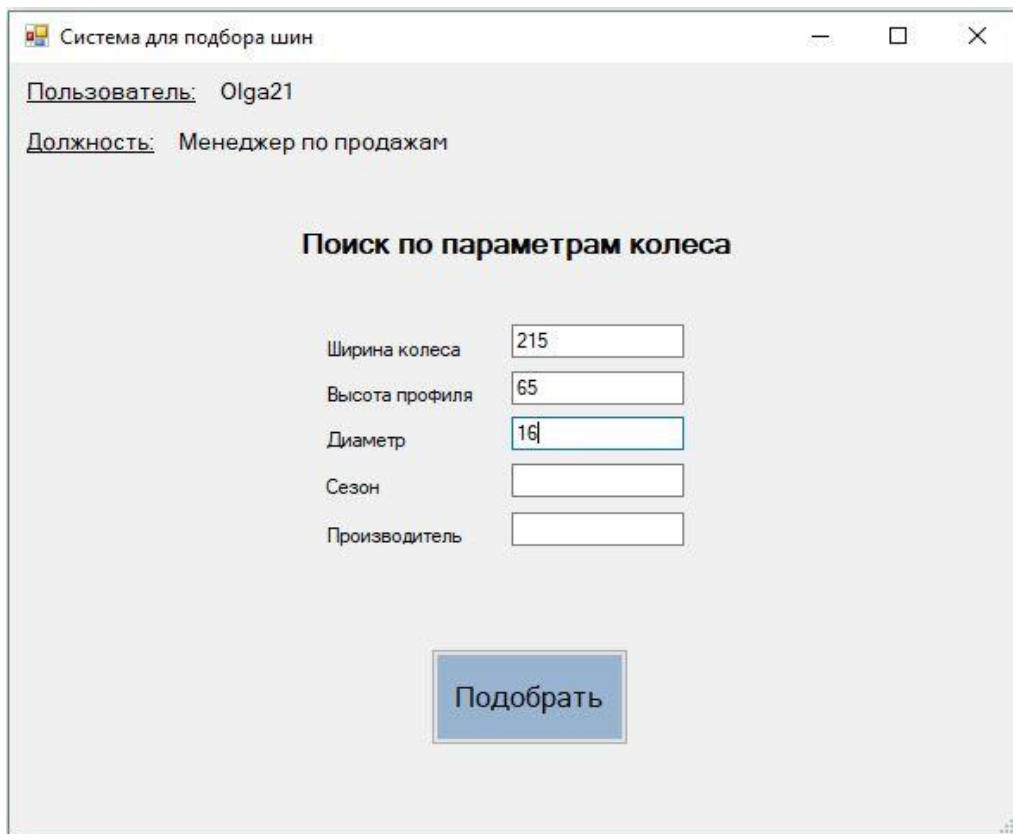 Система для подбора шин
Пользователь: Olga21
Должность: Менеджер по продажам
Поиск по параметрам колеса
Ширина колеса 215
Высота профиля 65
Диаметр 16
Сезон
Производитель
Подобрать